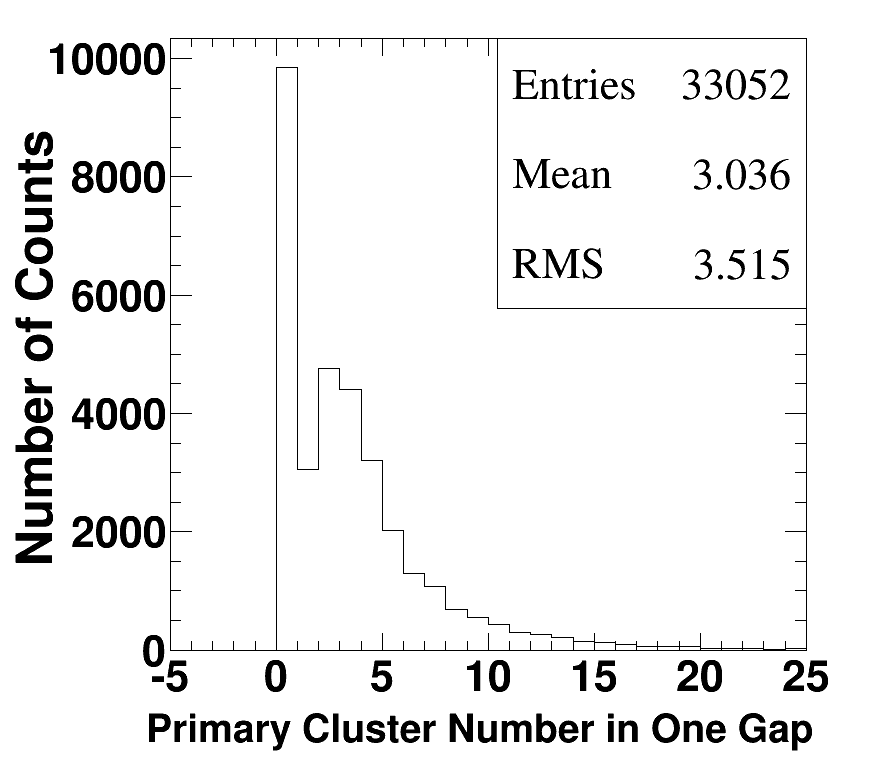 10000
8000
6000
4000
2000
0
Number of Counts
Entries 33052
Mean 3.036
RMS 3.515
-5 0 5 10 15 20 25
Primary Cluster Number in One Gap